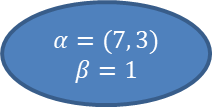 α = (7, 3)
β = 1